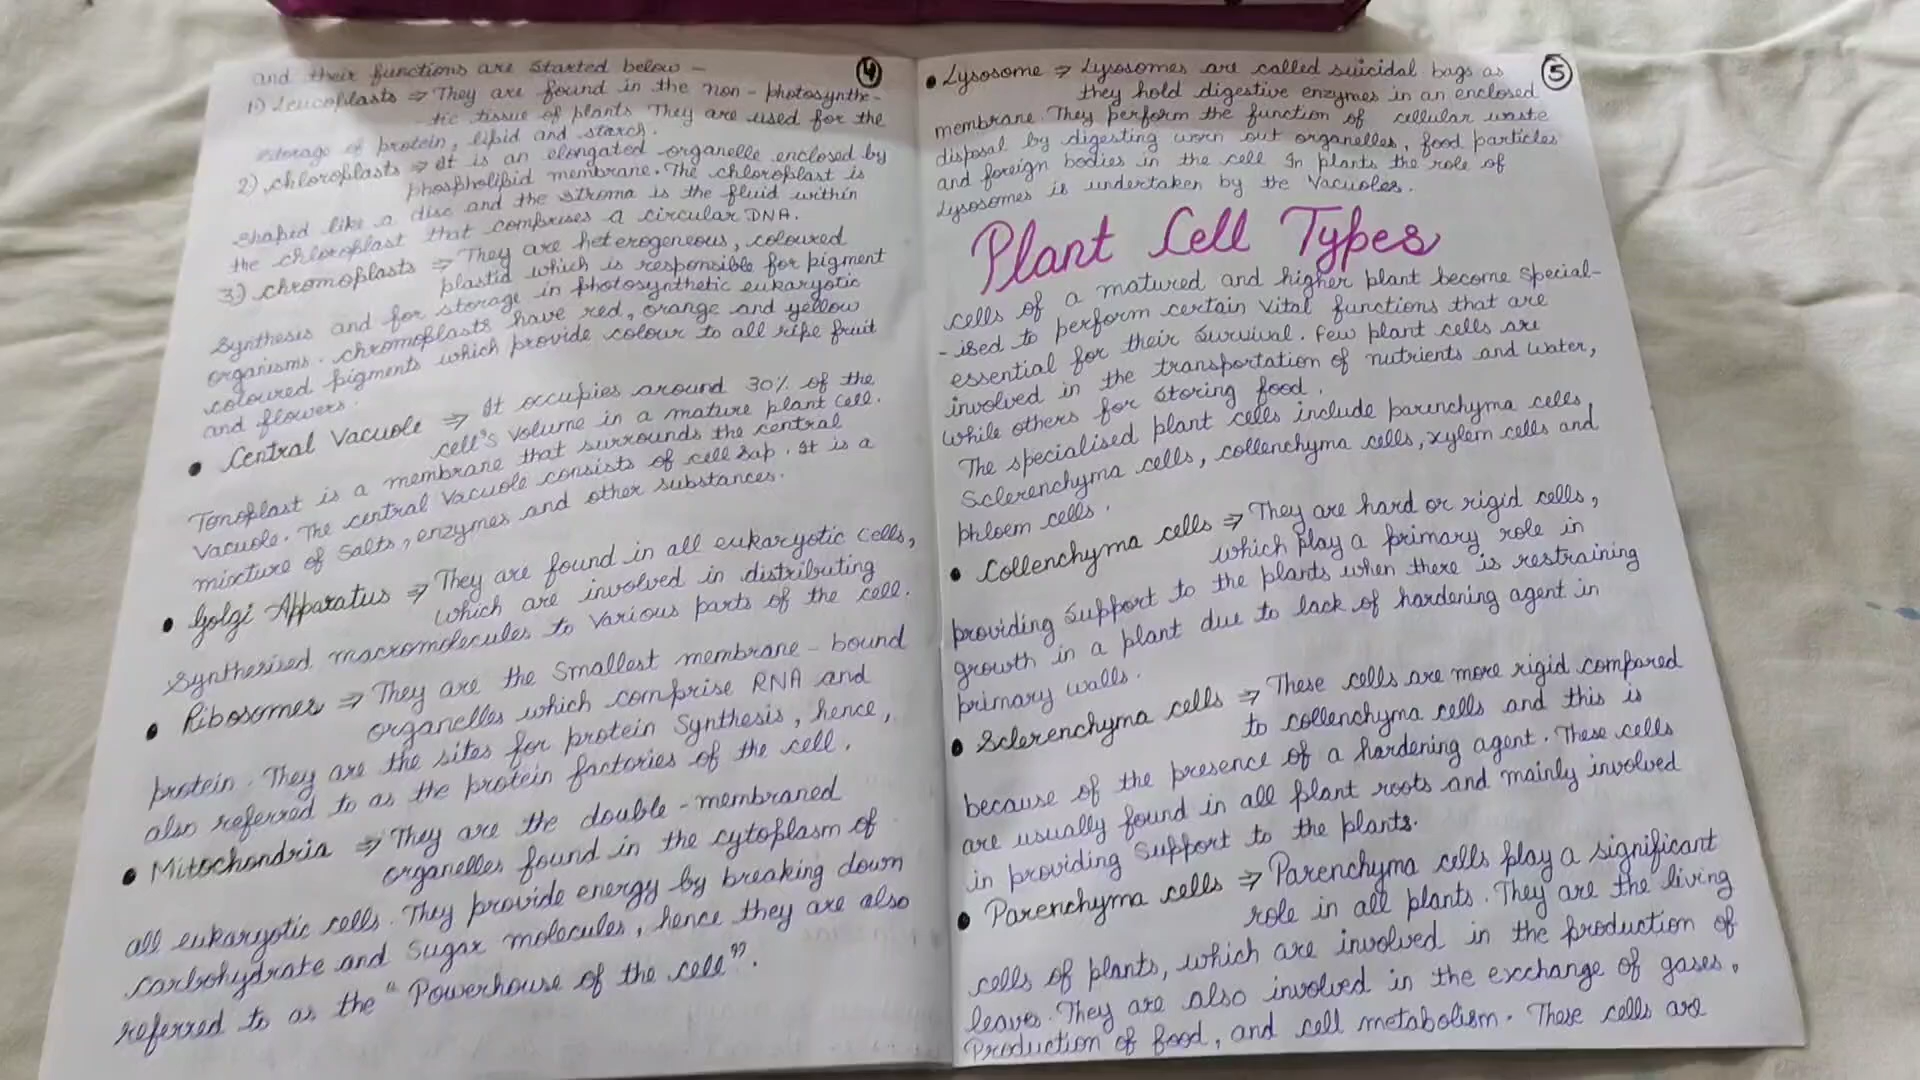 4
and their functions are started below -
1) Leucoplasts ⇒ They are found in the non - photosynthe-
-tic tissue of plants They are used for the
storage of protein, lipid and starch.
2) chloroplasts ⇒ It is an elongated organelle enclosed by
phospholipid membrane. The chloroplast is
shaped like a disc and the stroma is the fluid within
the chloroplast that comprises a circular DNA.
3) chromoplasts ⇒ They are heterogeneous, coloured
plastid which is responsible for pigment
synthesis and for storage in photosynthetic eukaryotic
organisms. chromoplasts have red, orange and yellow
coloured pigments which provide colour to all ripe fruit
and flowers.
• Central Vacuole ⇒ It occupies around 30% of the
cell's volume in a mature plant cell.
Tonoplast is a membrane that surrounds the central
vacuole. The central vacuole consists of cell sap. It is a
mixture of salts, enzymes and other substances.
• Golgi Apparatus ⇒ They are found in all eukaryotic cells,
which are involved in distributing
synthesised macromolecules to various parts of the cell.
• Ribosomes ⇒ They are the smallest membrane - bound
organelles which comprise RNA and
protein. They are the sites for protein synthesis, hence,
also referred to as the protein factories of the cell.
• Mitochondria ⇒ They are the double - membraned
organelles found in the cytoplasm of
all eukaryotic cells. They provide energy by breaking down
carbohydrate and sugar molecules, hence they are also
referred to as the "Powerhouse of the cell".
5
• Lysosome ⇒ Lysosomes are called suicidal bags as
they hold digestive enzymes in an enclosed
membrane. They perform the function of cellular waste
disposal by digesting worn out organelles, food particles
and foreign bodies in the cell In plants the role of
Lysosomes is undertaken by the Vacuoles.
Plant Cell Types
cells of a matured and higher plant become special-
-ised to perform certain vital functions that are
essential for their survival. Few plant cells are
involved in the transportation of nutrients and water,
while others for storing food.
The specialised plant cells include parenchyma cells,
Sclerenchyma cells, collenchyma cells, xylem cells and
phloem cells.
• Collenchyma cells ⇒ They are hard or rigid cells,
which play a primary role in
providing support to the plants when there is restraining
growth in a plant due to lack of hardening agent in
primary walls.
• Sclerenchyma cells ⇒ These cells are more rigid compared
to collenchyma cells and this is
because of the presence of a hardening agent. These cells
are usually found in all plant roots and mainly involved
in providing support to the plants.
• Parenchyma cells ⇒ Parenchyma cells play a significant
role in all plants. They are the living
cells of plants, which are involved in the production of
leaves. They are also involved in the exchange of gases,
Production of food, and cell metabolism. These cells are